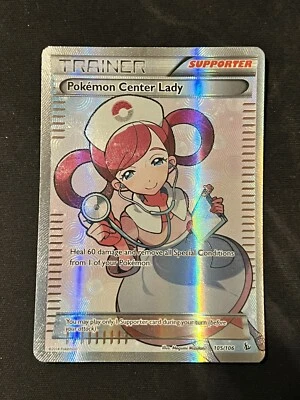 TRAINER
SUPPORTER
Pokémon Center Lady
Heal 60 damage and remove all Special Conditions
from 1 of your Pokémon.
You may play only 1 Supporter card during your turn (before
your attack).
105/106